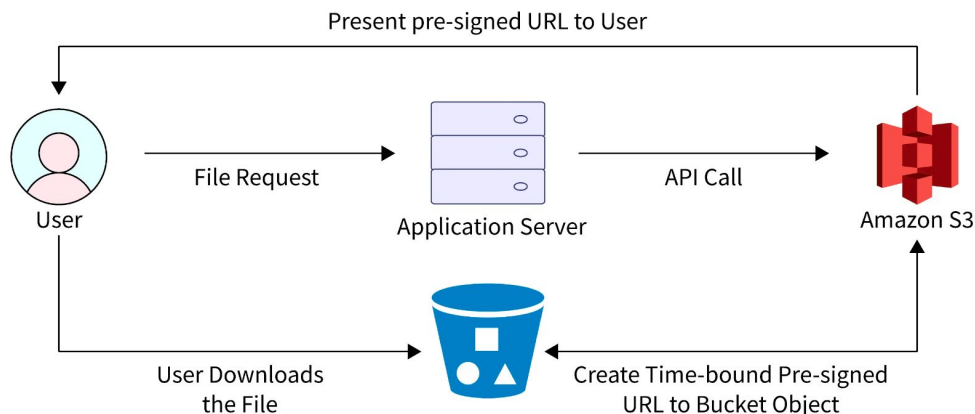 Present pre-signed URL to User
File Request
API Call
User
Application Server
Amazon S3
User Downloads
the File
Create Time-bound Pre-signed
URL to Bucket Object